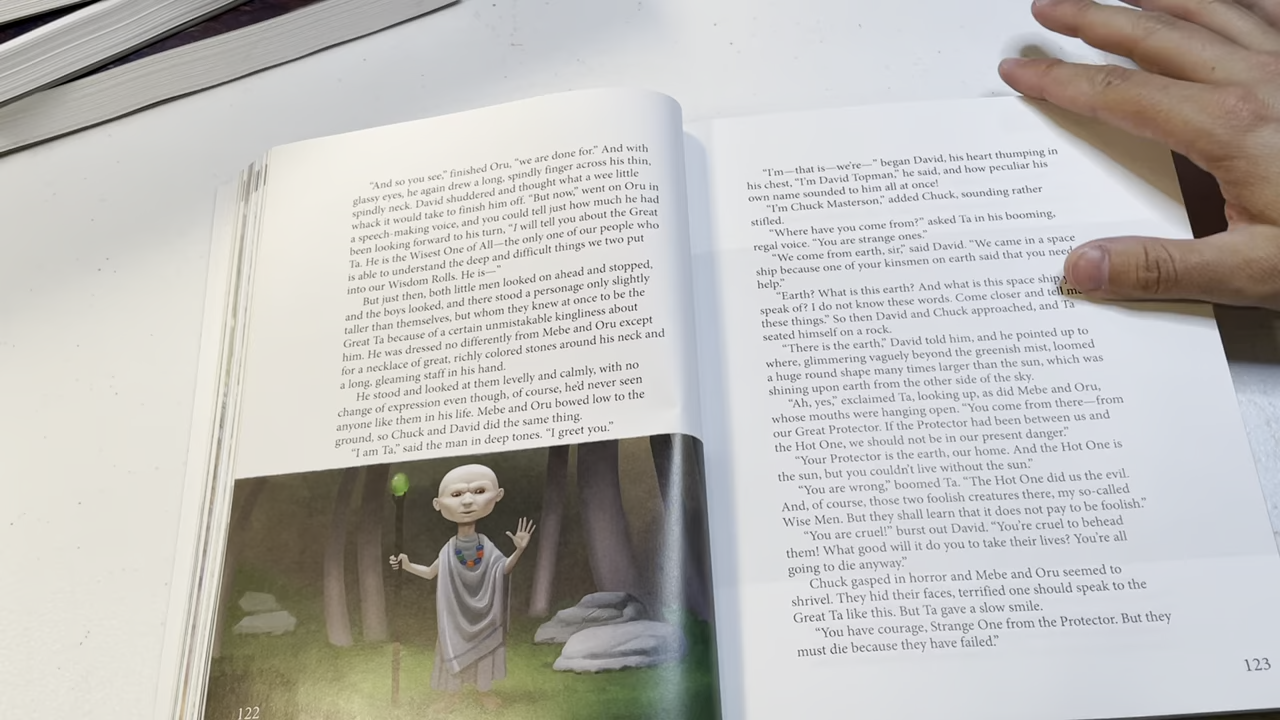 "And so you see," finished Oru, "we are done for." And with
glassy eyes, he again drew a long, spindly finger across his thin,
spindly neck. David shuddered and thought what a wee little
whack it would take to finish him off. "But now," went on Oru in
a speech-making voice, and you could tell just how much he had
been looking forward to his turn, "I will tell you about the Great
Ta. He is the Wisest One of All—the only one of our people who
is able to understand the deep and difficult things we two put
into our Wisdom Rolls. He is—"
But just then, both little men looked on ahead and stopped,
and the boys looked, and there stood a personage only slightly
taller than themselves, but whom they knew at once to be the
Great Ta because of a certain unmistakable kingliness about
him. He was dressed no differently from Mebe and Oru except
for a necklace of great, richly colored stones around his neck and
a long, gleaming staff in his hand.
He stood and looked at them levelly and calmly, with no
change of expression even though, of course, he'd never seen
anyone like them in his life. Mebe and Oru bowed low to the
ground, so Chuck and David did the same thing.
"I am Ta," said the man in deep tones. "I greet you."
122
"I'm—that is—we're—" began David, his heart thumping in
his chest, "I'm David Topman," he said, and how peculiar his
own name sounded to him all at once!
"I'm Chuck Masterson," added Chuck, sounding rather
stifled.
"Where have you come from?" asked Ta in his booming,
regal voice. "You are strange ones."
"We come from earth, sir," said David. "We came in a space
ship because one of your kinsmen on earth said that you need
help."
"Earth? What is this earth? And what is this space ship
speak of? I do not know these words. Come closer and tell me
these things." So then David and Chuck approached, and Ta
seated himself on a rock.
"There is the earth," David told him, and he pointed up to
where, glimmering vaguely beyond the greenish mist, loomed
a huge round shape many times larger than the sun, which was
shining upon earth from the other side of the sky.
"Ah, yes," exclaimed Ta, looking up, as did Mebe and Oru,
whose mouths were hanging open. "You come from there—from
our Great Protector. If the Protector had been between us and
the Hot One, we should not be in our present danger."
"Your Protector is the earth, our home. And the Hot One is
the sun, but you couldn't live without the sun."
"You are wrong," boomed Ta. "The Hot One did us the evil.
And, of course, those two foolish creatures there, my so-called
Wise Men. But they shall learn that it does not pay to be foolish."
"You are cruel!" burst out David. "You're cruel to behead
them! What good will it do you to take their lives? You're all
going to die anyway."
Chuck gasped in horror and Mebe and Oru seemed to
shrivel. They hid their faces, terrified one should speak to the
Great Ta like this. But Ta gave a slow smile.
"You have courage, Strange One from the Protector. But they
must die because they have failed."
123